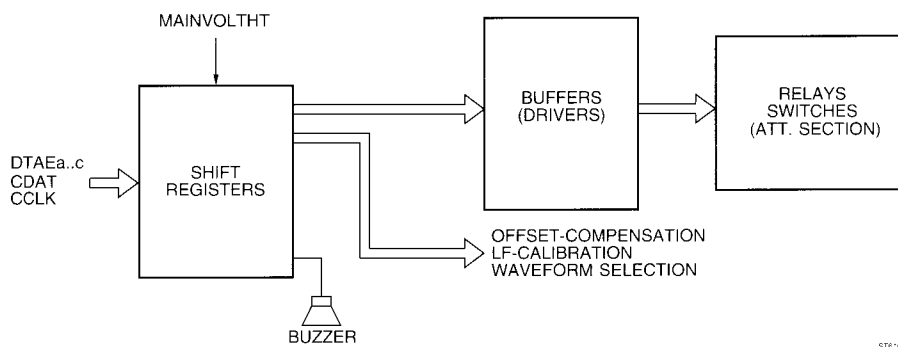 MAINVOLTHT
DTAEa..c
CDAT
CCLK
SHIFT
REGISTERS
BUFFERS
(DRIVERS)
RELAYS
SWITCHES
(ATT. SECTION)
OFFSET-COMPENSATION
LF-CALIBRATION
WAVEFORM SELECTION
BUZZER